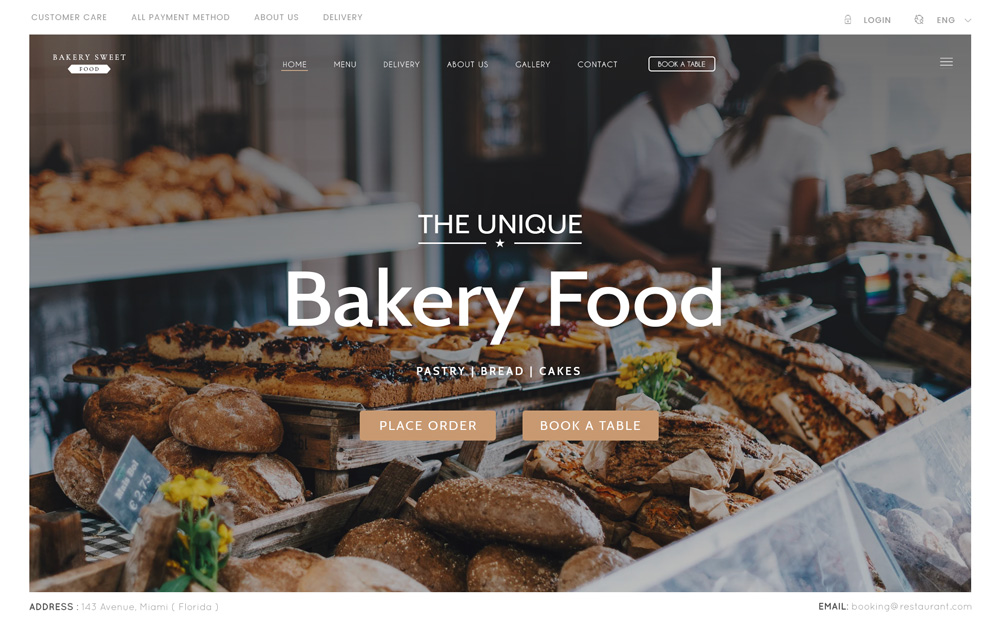 CUSTOMER CARE ALL PAYMENT METHOD ABOUT US DELIVERY LOGIN ENG
BAKERY SWEET
FOOD
HOME MENU DELIVERY ABOUT US GALLERY CONTACT BOOK A TABLE
THE UNIQUE
Bakery Food
PASTRY | BREAD | CAKES
PLACE ORDER BOOK A TABLE
€ 2,75
ADDRESS : 143 Avenue, Miami ( Florida ) EMAIL: booking@restaurant.com